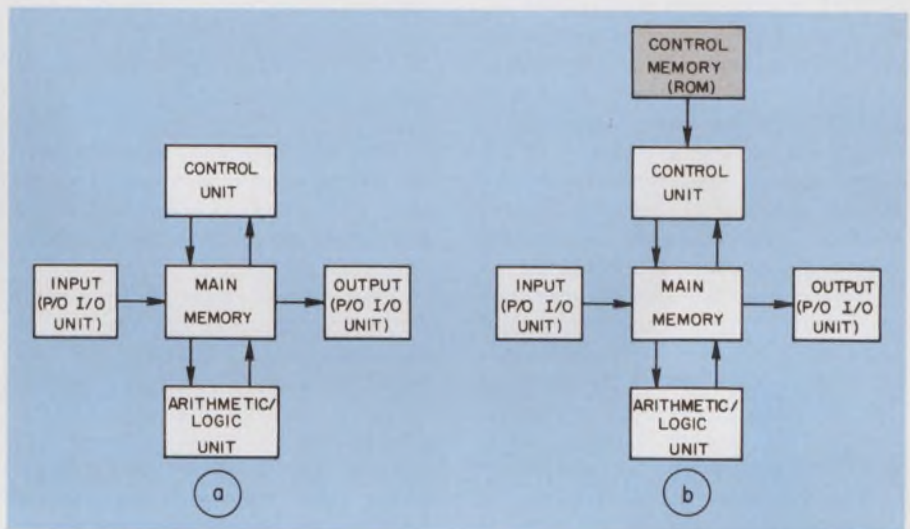 CONTROL
UNIT
INPUT
(P/O I/O
UNIT)
MAIN
MEMORY
OUTPUT
(P/O I/O
UNIT)
ARITHMETIC/
LOGIC
UNIT
a
CONTROL
MEMORY
(ROM)
CONTROL
UNIT
INPUT
(P/O I/O
UNIT)
MAIN
MEMORY
OUTPUT
(P/O I/O
UNIT)
ARITHMETIC/
LOGIC
UNIT
b